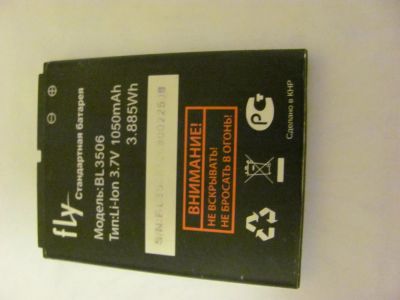 fly
Стандартная батарея
Модель:BL3506
Тип:Li-Ion 3.7V 1050mAh
3.885Wh
ВНИМАНИЕ!
НЕ ВСКРЫВАТЬ!
НЕ БРОСАТЬ В ОГОНЬ!
РСТ
Сделано в КНР